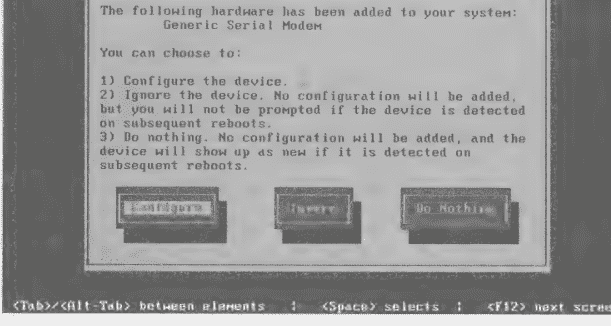 The following hardware has been added to your system:
Generic Serial Modem
You can choose to:
1) Configure the device.
2) Ignore the device. No configuration will be added,
but you will not be prompted if the device is detected
on subsequent reboots.
3) Do nothing. No configuration will be added, and the
device will show up as new if it is detected on
subsequent reboots.
Configure Ignore Do Nothing
<Tab>/<Alt-Tab> between elements | <Space> selects | <F12> next scree